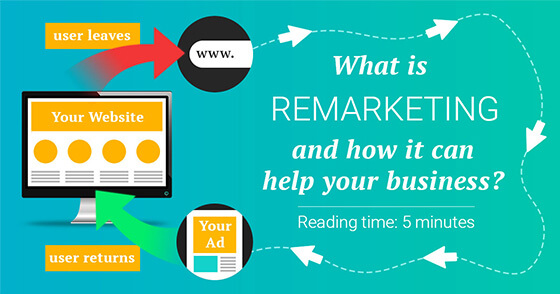 user leaves
www.
Your Website
Your
Ad
user returns
What is
REMARKETING
and how it can
help your business?
Reading time: 5 minutes